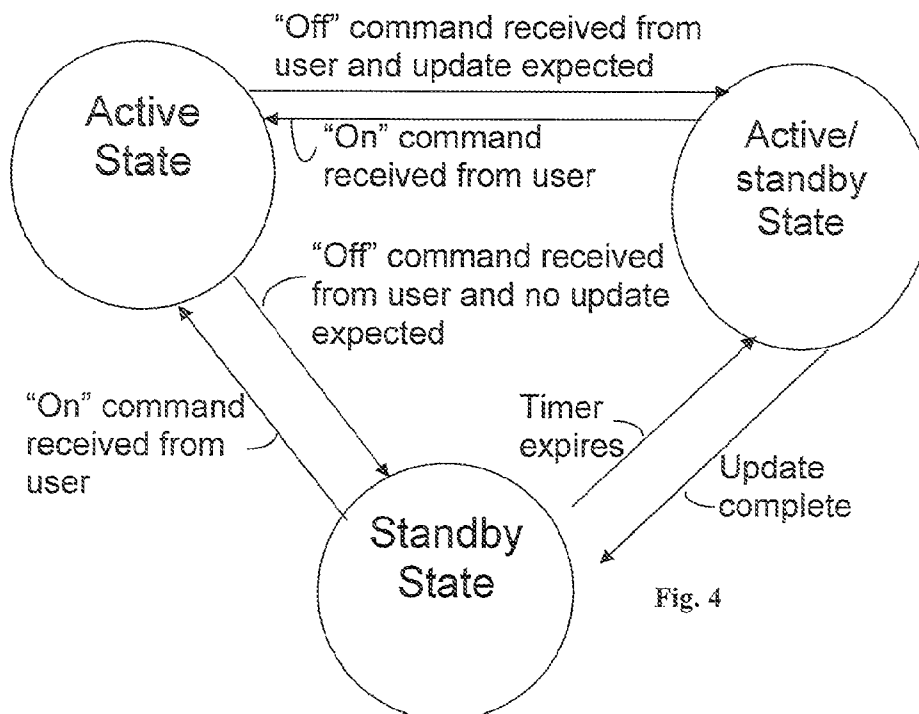 “Off” command received from
user and update expected
Active
State
“On” command
received from user
Active/
standby
State
“Off” command received
from user and no update
expected
“On” command
received from
user
Timer
expires
Update
complete
Standby
State
Fig. 4